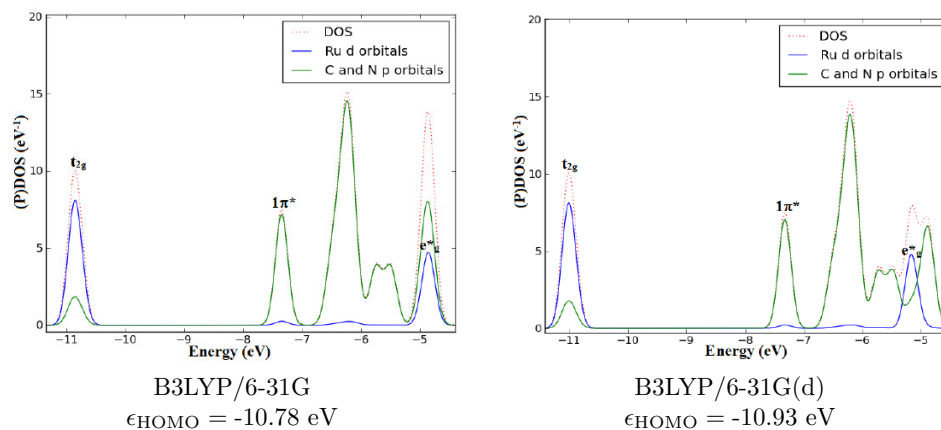 20
15
10
5
0
(P)DOS (eV⁻¹)
DOS
Ru d orbitals
C and N p orbitals
t₂g
1π*
e*g
−11 −10 −9 −8 −7 −6 −5
Energy (eV)
B3LYP/6-31G
ϵHOMO = -10.78 eV
20
15
10
5
0
(P)DOS (eV⁻¹)
DOS
Ru d orbitals
C and N p orbitals
t₂g
1π*
e*g
−11 −10 −9 −8 −7 −6 −5
Energy (eV)
B3LYP/6-31G(d)
ϵHOMO = -10.93 eV